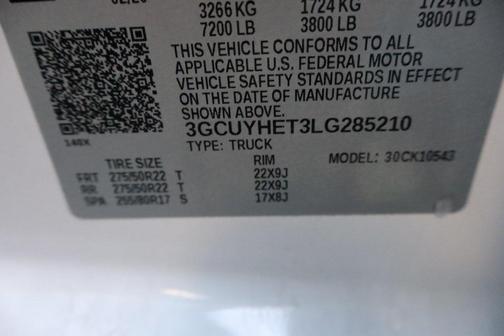 3266 KG 1724 KG 1724 KG
7200 LB 3800 LB 3800 LB
THIS VEHICLE CONFORMS TO ALL
APPLICABLE U.S. FEDERAL MOTOR
VEHICLE SAFETY STANDARDS IN EFFECT
ON THE DATE OF MANUFACTURE
SHOWN ABOVE.
3GCUYHET3LG285210
TYPE: TRUCK
140X
MODEL: 30CK10543
TIRE SIZE RIM
FRT 275/50R22 T 22X9J
RR 275/50R22 T 22X9J
SPA 255/80R17 S 17X8J